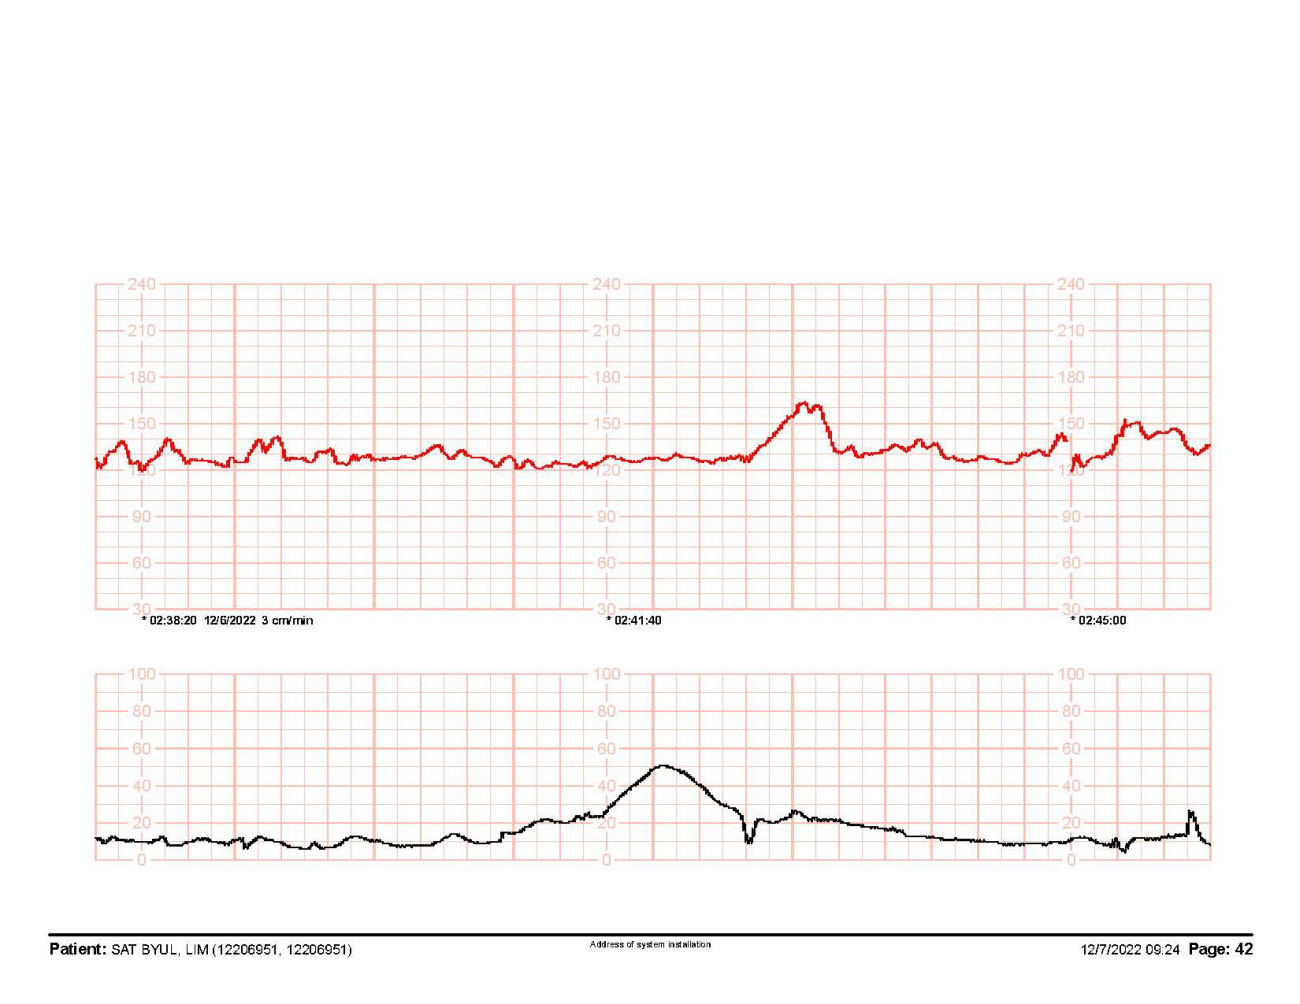 240 240 240
210 210 210
180 180 180
150 150 150
120 120 120
90 90 90
60 60 60
30 30 30
* 02:38:20 12/6/2022 3 cm/min * 02:41:40 * 02:45:00
100 100 100
80 80 80
60 60 60
40 40 40
20 20 20
0 0 0
Patient: SAT BYUL, LIM (12206951, 12206951) Address of system installation 12/7/2022 09:24 Page: 42